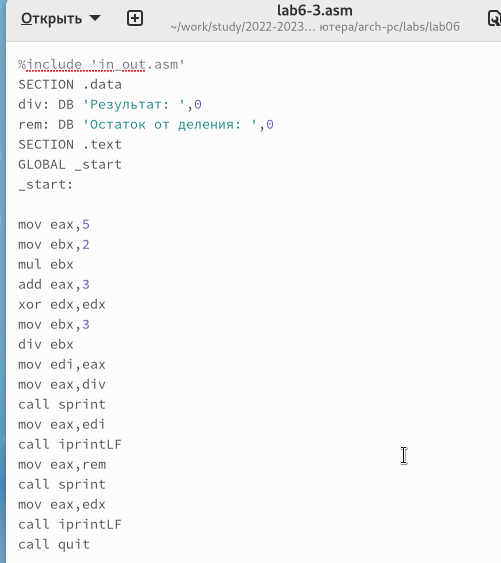 Открыть
lab6-3.asm
~/work/study/2022-2023… ютера/arch-pc/labs/lab06
%include 'in_out.asm'
SECTION .data
div: DB 'Результат: ',0
rem: DB 'Остаток от деления: ',0
SECTION .text
GLOBAL _start
_start:
mov eax,5
mov ebx,2
mul ebx
add eax,3
xor edx,edx
mov ebx,3
div ebx
mov edi,eax
mov eax,div
call sprint
mov eax,edi
call iprintLF
mov eax,rem
call sprint
mov eax,edx
call iprintLF
call quit